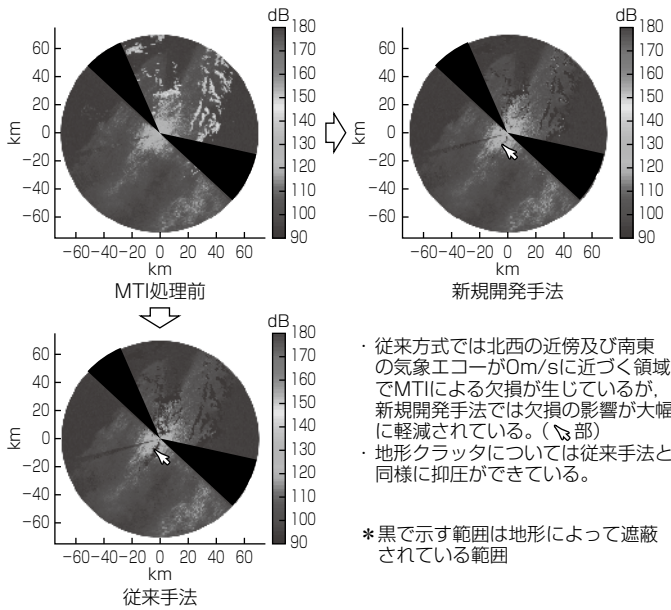 dB
180
170
160
150
140
130
120
110
100
90
km
60
40
20
0
−20
−40
−60
−60−40−20 0 20 40 60
km
MTI処理前
dB
180
170
160
150
140
130
120
110
100
90
km
60
40
20
0
−20
−40
−60
−60−40−20 0 20 40 60
km
新規開発手法
dB
180
170
160
150
140
130
120
110
100
90
km
60
40
20
0
−20
−40
−60
−60−40−20 0 20 40 60
km
従来手法
・従来方式では北西の近傍及び南東
の気象エコーが0m/sに近づく領域
でMTIによる欠損が生じているが,
新規開発手法では欠損の影響が大幅
に軽減されている。( 部)
・地形クラッタについては従来手法と
同様に抑圧ができている。
＊黒で示す範囲は地形によって遮蔽
されている範囲